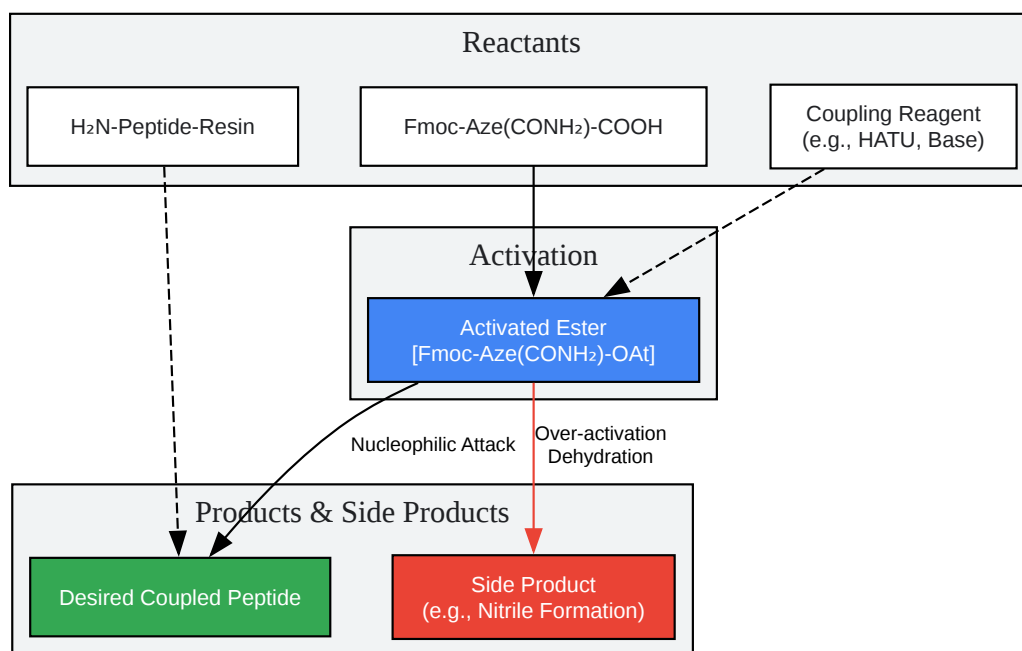 Reactants
H₂N-Peptide-Resin
Fmoc-Aze(CONH₂)-COOH
Coupling Reagent
(e.g., HATU, Base)
Activation
Activated Ester
[Fmoc-Aze(CONH₂)-OAt]
Nucleophilic Attack
Over-activation
Dehydration
Products & Side Products
Desired Coupled Peptide
Side Product
(e.g., Nitrile Formation)